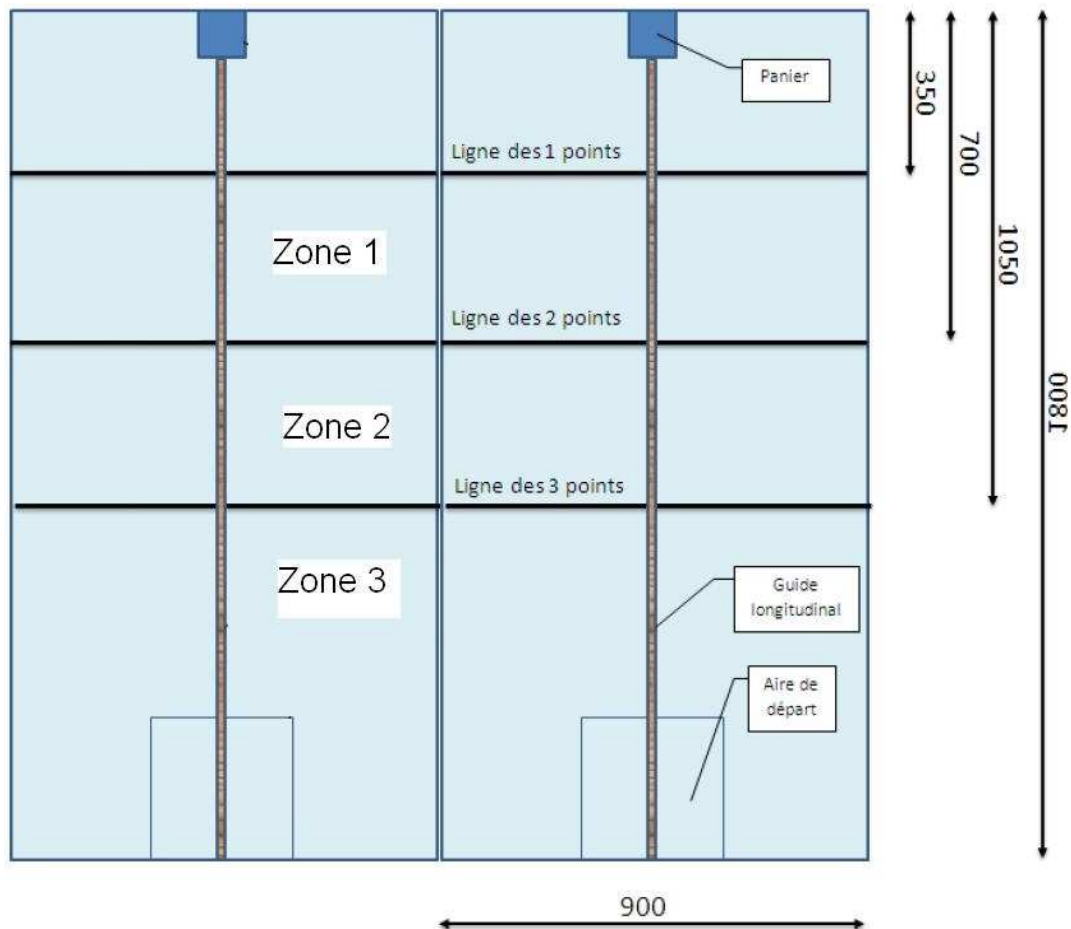 Panier
350
Ligne des 1 points
700
Zone 1
1050
Ligne des 2 points
1800
Zone 2
Ligne des 3 points
Zone 3
Guide
longitudinal
Aire de
départ
900